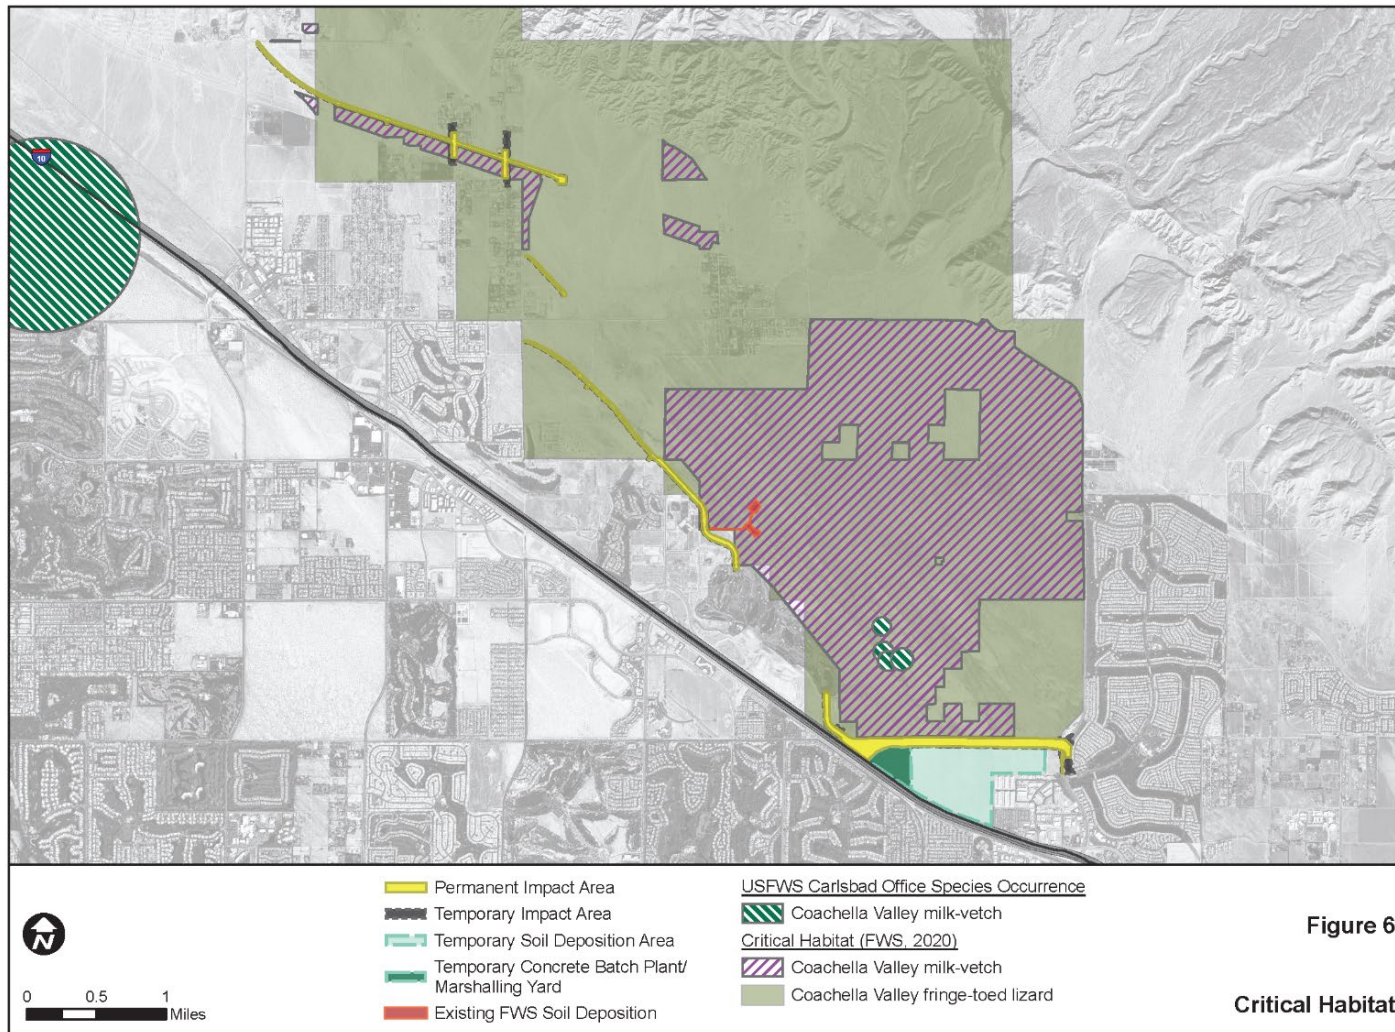 10
N
0 0.5 1
Miles
Permanent Impact Area
Temporary Impact Area
Temporary Soil Deposition Area
Temporary Concrete Batch Plant/
Marshalling Yard
Existing FWS Soil Deposition
USFWS Carlsbad Office Species Occurrence
Coachella Valley milk-vetch
Critical Habitat (FWS, 2020)
Coachella Valley milk-vetch
Coachella Valley fringe-toed lizard
Figure 6
Critical Habitat